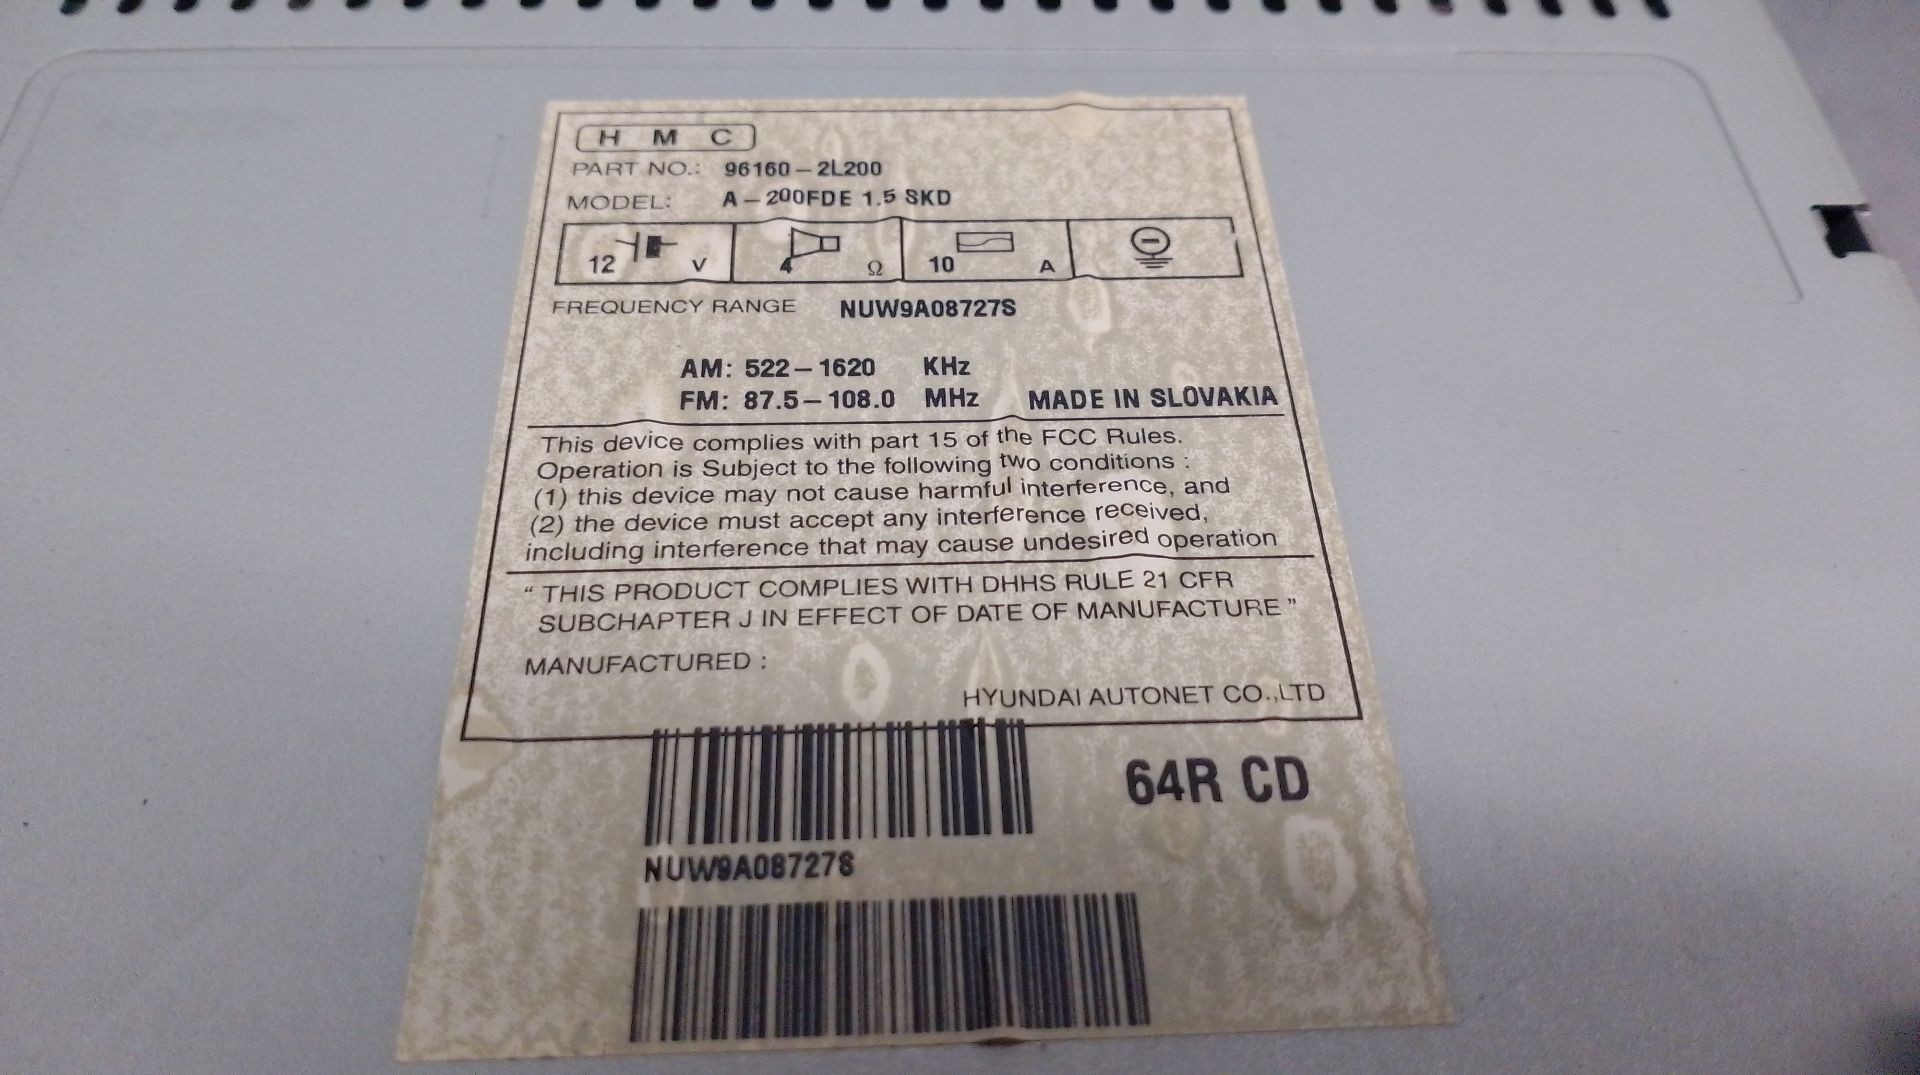 H M C
PART NO.: 96160-2L200
MODEL: A-200FDE 1.5 SKD
12 V 4 Ω 10 A
FREQUENCY RANGE NUW9A08727S
AM: 522-1620 KHz
FM: 87.5-108.0 MHz MADE IN SLOVAKIA
This device complies with part 15 of the FCC Rules.
Operation is Subject to the following two conditions :
(1) this device may not cause harmful interference, and
(2) the device must accept any interference received,
including interference that may cause undesired operation
“ THIS PRODUCT COMPLIES WITH DHHS RULE 21 CFR
SUBCHAPTER J IN EFFECT OF DATE OF MANUFACTURE ”
MANUFACTURED :
HYUNDAI AUTONET CO.,LTD
64R CD
NUW9A08727S